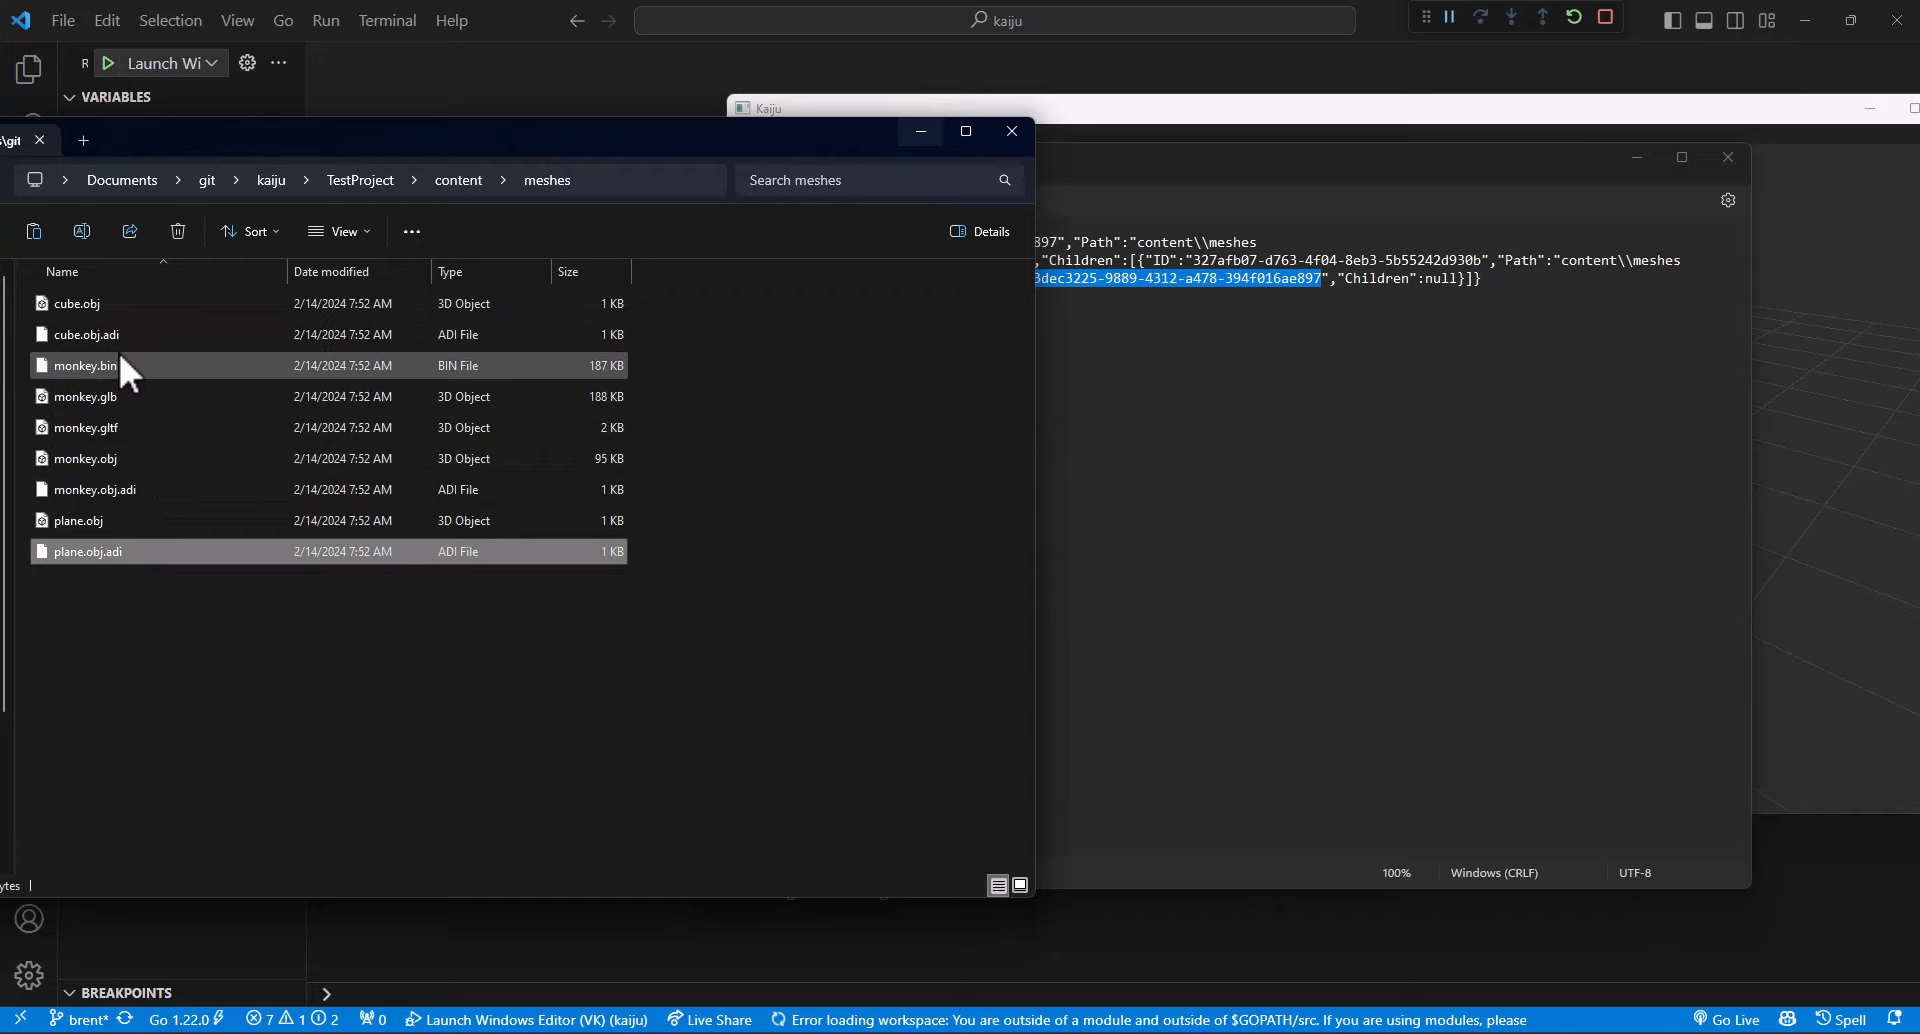 File Edit Selection View Go Run Terminal Help
kaiju
R Launch Wi
VARIABLES
Kaiju
s\git
Documents > git > kaiju > TestProject > content > meshes
Search meshes
Sort View Details
Name Date modified Type Size
cube.obj 2/14/2024 7:52 AM 3D Object 1 KB
cube.obj.adi 2/14/2024 7:52 AM ADI File 1 KB
monkey.bin 2/14/2024 7:52 AM BIN File 187 KB
monkey.glb 2/14/2024 7:52 AM 3D Object 188 KB
monkey.gltf 2/14/2024 7:52 AM 3D Object 2 KB
monkey.obj 2/14/2024 7:52 AM 3D Object 95 KB
monkey.obj.adi 2/14/2024 7:52 AM ADI File 1 KB
plane.obj 2/14/2024 7:52 AM 3D Object 1 KB
plane.obj.adi 2/14/2024 7:52 AM ADI File 1 KB
897","Path":"content\\meshes
,"Children":[{"ID":"327afb07-d763-4f04-8eb3-5b55242d930b","Path":"content\\meshes
3dec3225-9889-4312-a478-394f016ae897","Children":null}]}
ytes
100% Windows (CRLF) UTF-8
BREAKPOINTS
brent* Go 1.22.0 7 1 2 0 Launch Windows Editor (VK) (kaiju) Live Share Error loading workspace: You are outside of a module and outside of $GOPATH/src. If you are using modules, please Go Live Spell